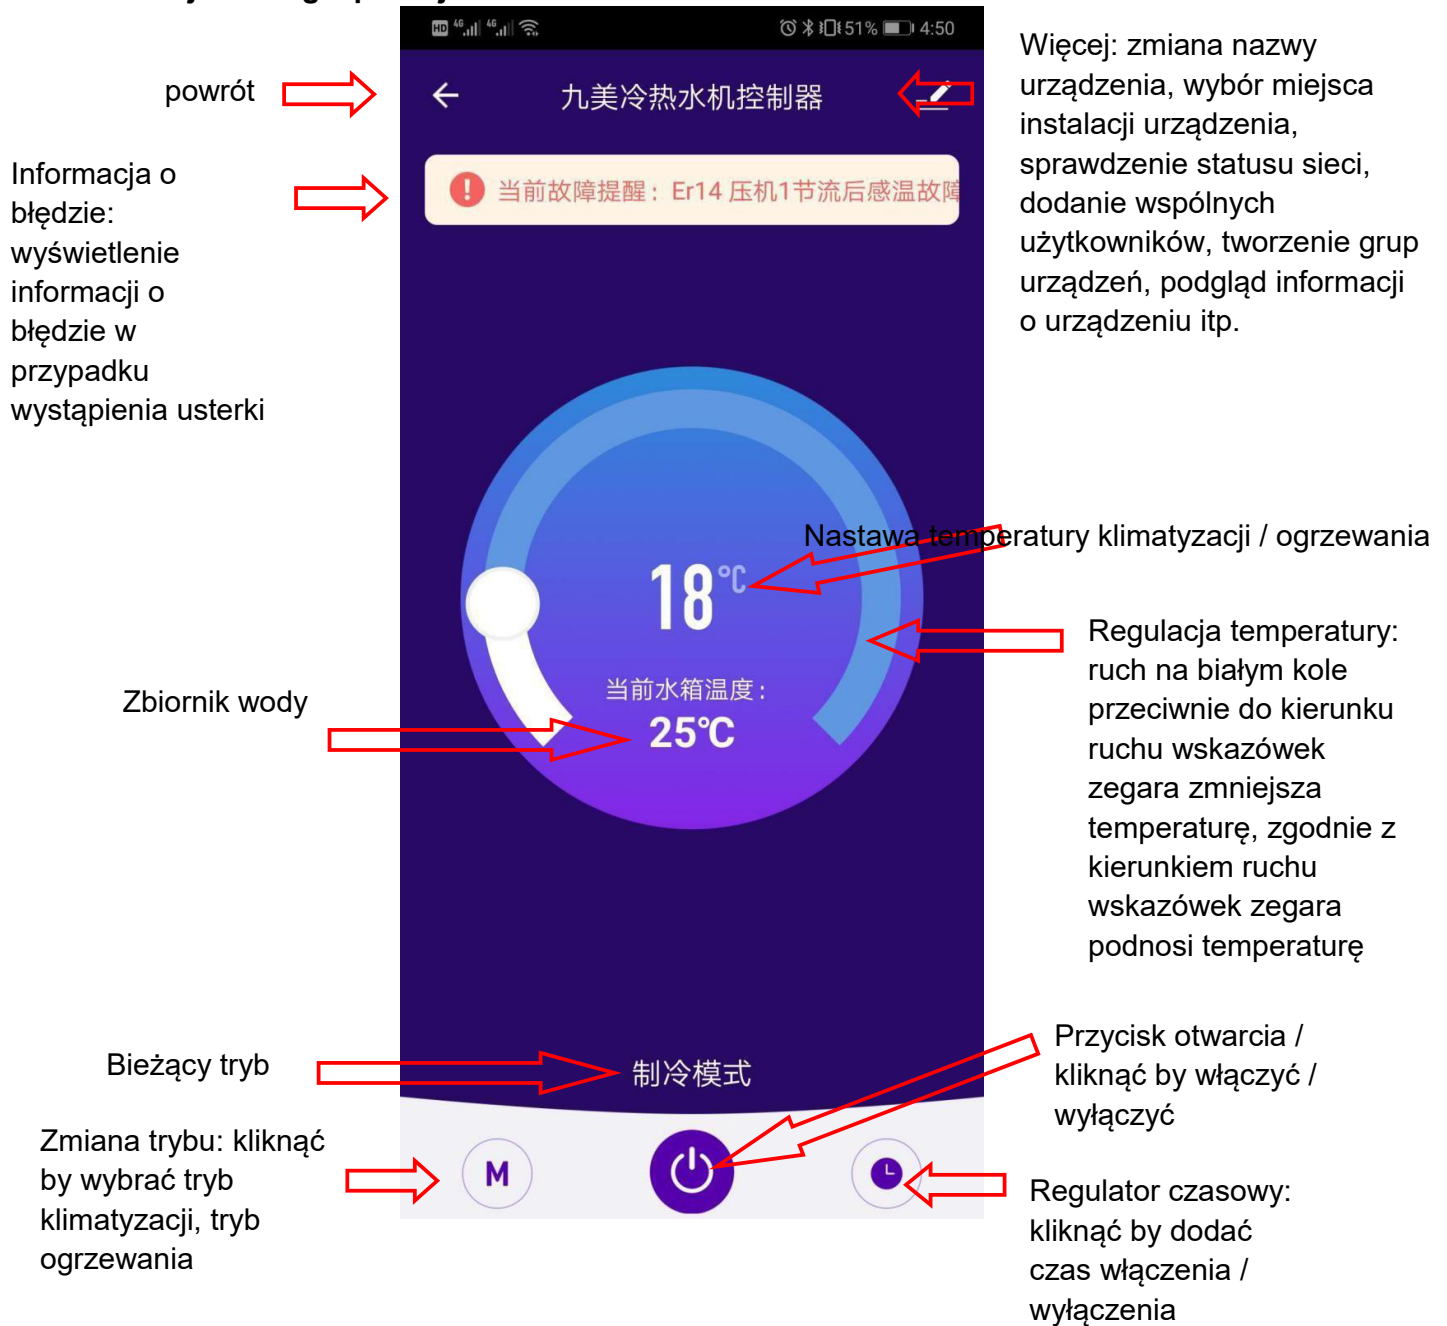 HD 4G 4G 51% 4:50
powrót
九美冷热水机控制器
Więcej: zmiana nazwy
urządzenia, wybór miejsca
instalacji urządzenia,
sprawdzenie statusu sieci,
dodanie wspólnych
użytkowników, tworzenie grup
urządzeń, podgląd informacji
o urządzeniu itp.
Informacja o
błędzie:
wyświetlenie
informacji o
błędzie w
przypadku
wystąpienia usterki
当前故障提醒：Er14 压机1节流后感温故障
Nastawa temperatury klimatyzacji / ogrzewania
18°C
Regulacja temperatury:
ruch na białym kole
przeciwnie do kierunku
ruchu wskazówek
zegara zmniejsza
temperaturę, zgodnie z
kierunkiem ruchu
wskazówek zegara
podnosi temperaturę
Zbiornik wody
当前水箱温度：
25°C
Bieżący tryb
制冷模式
Przycisk otwarcia /
kliknąć by włączyć /
wyłączyć
Zmiana trybu: kliknąć
by wybrać tryb
klimatyzacji, tryb
ogrzewania
M
Regulator czasowy:
kliknąć by dodać
czas włączenia /
wyłączenia